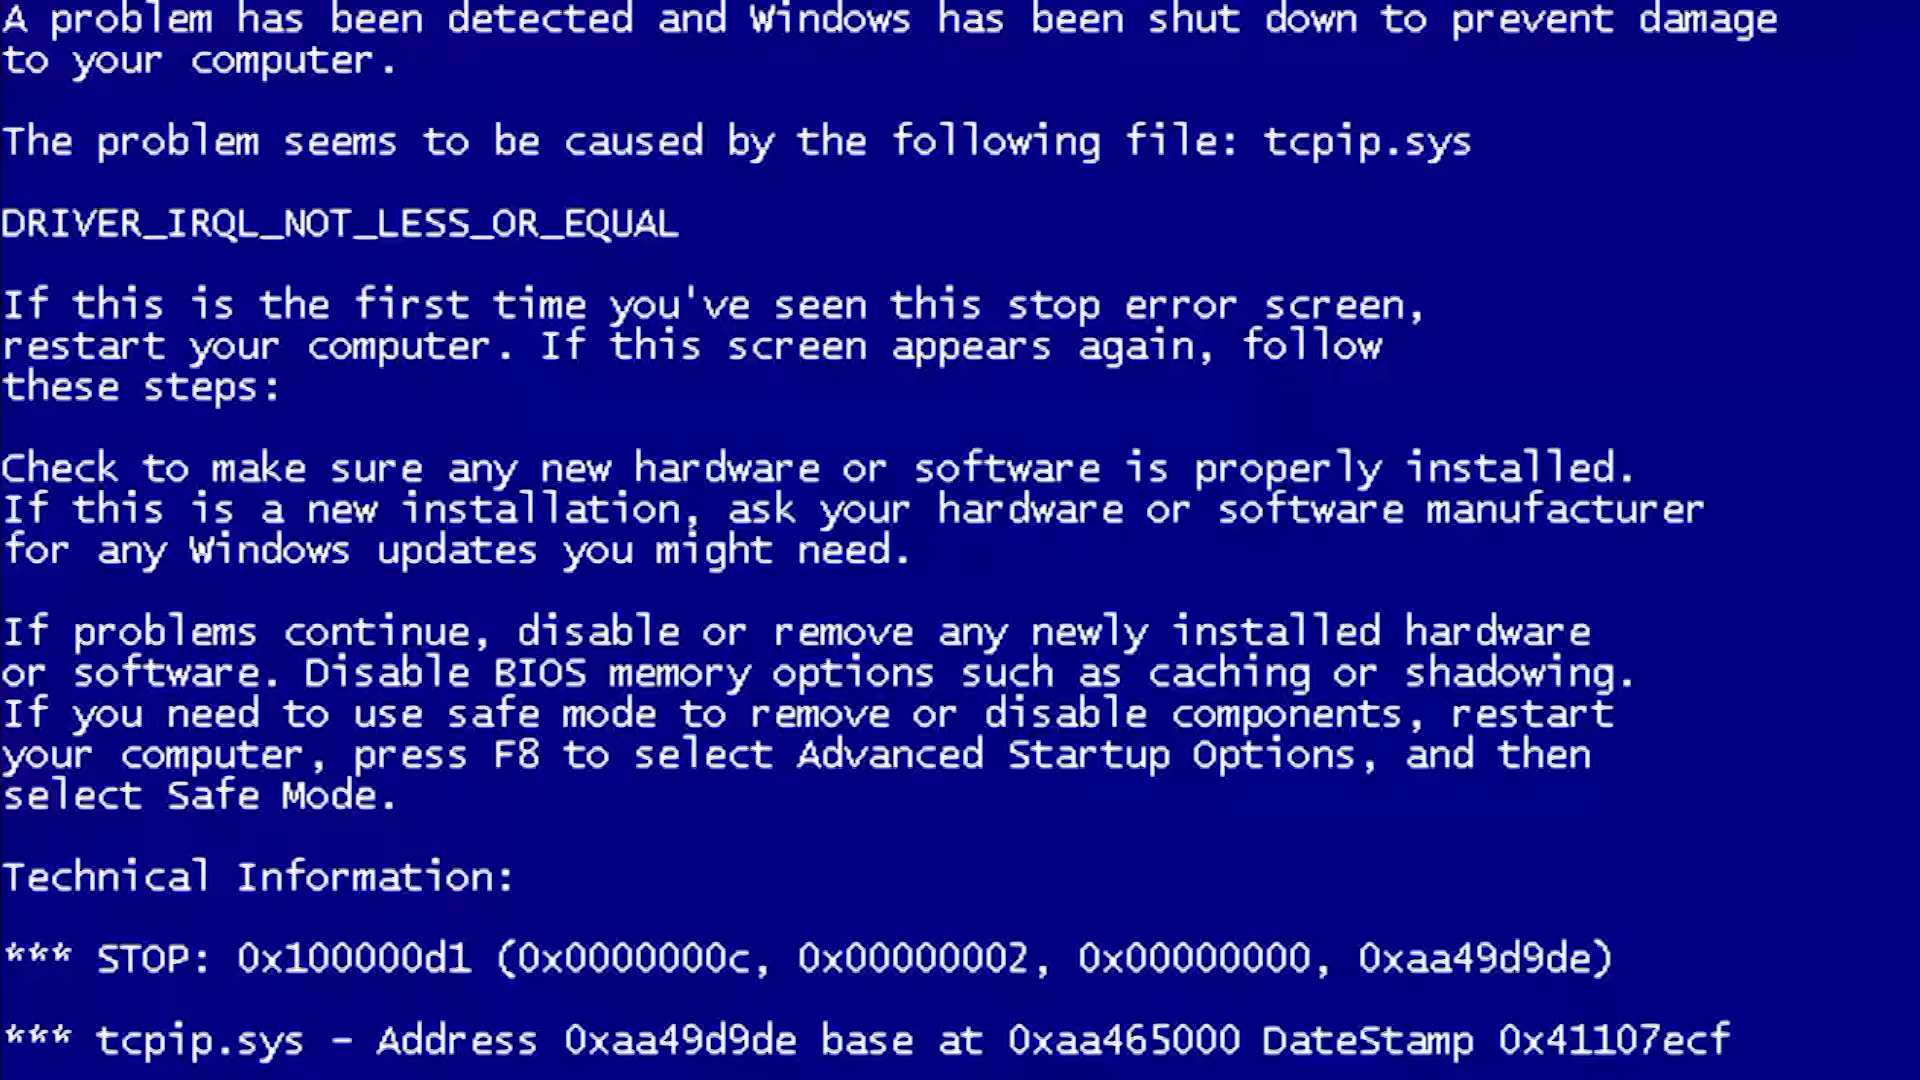 A problem has been detected and Windows has been shut down to prevent damage
to your computer.
The problem seems to be caused by the following file: tcpip.sys
DRIVER_IRQL_NOT_LESS_OR_EQUAL
If this is the first time you've seen this stop error screen,
restart your computer. If this screen appears again, follow
these steps:
Check to make sure any new hardware or software is properly installed.
If this is a new installation, ask your hardware or software manufacturer
for any Windows updates you might need.
If problems continue, disable or remove any newly installed hardware
or software. Disable BIOS memory options such as caching or shadowing.
If you need to use safe mode to remove or disable components, restart
your computer, press F8 to select Advanced Startup Options, and then
select Safe Mode.
Technical Information:
*** STOP: 0x100000d1 (0x0000000c, 0x00000002, 0x00000000, 0xaa49d9de)
*** tcpip.sys - Address 0xaa49d9de base at 0xaa465000 DateStamp 0x41107ecf